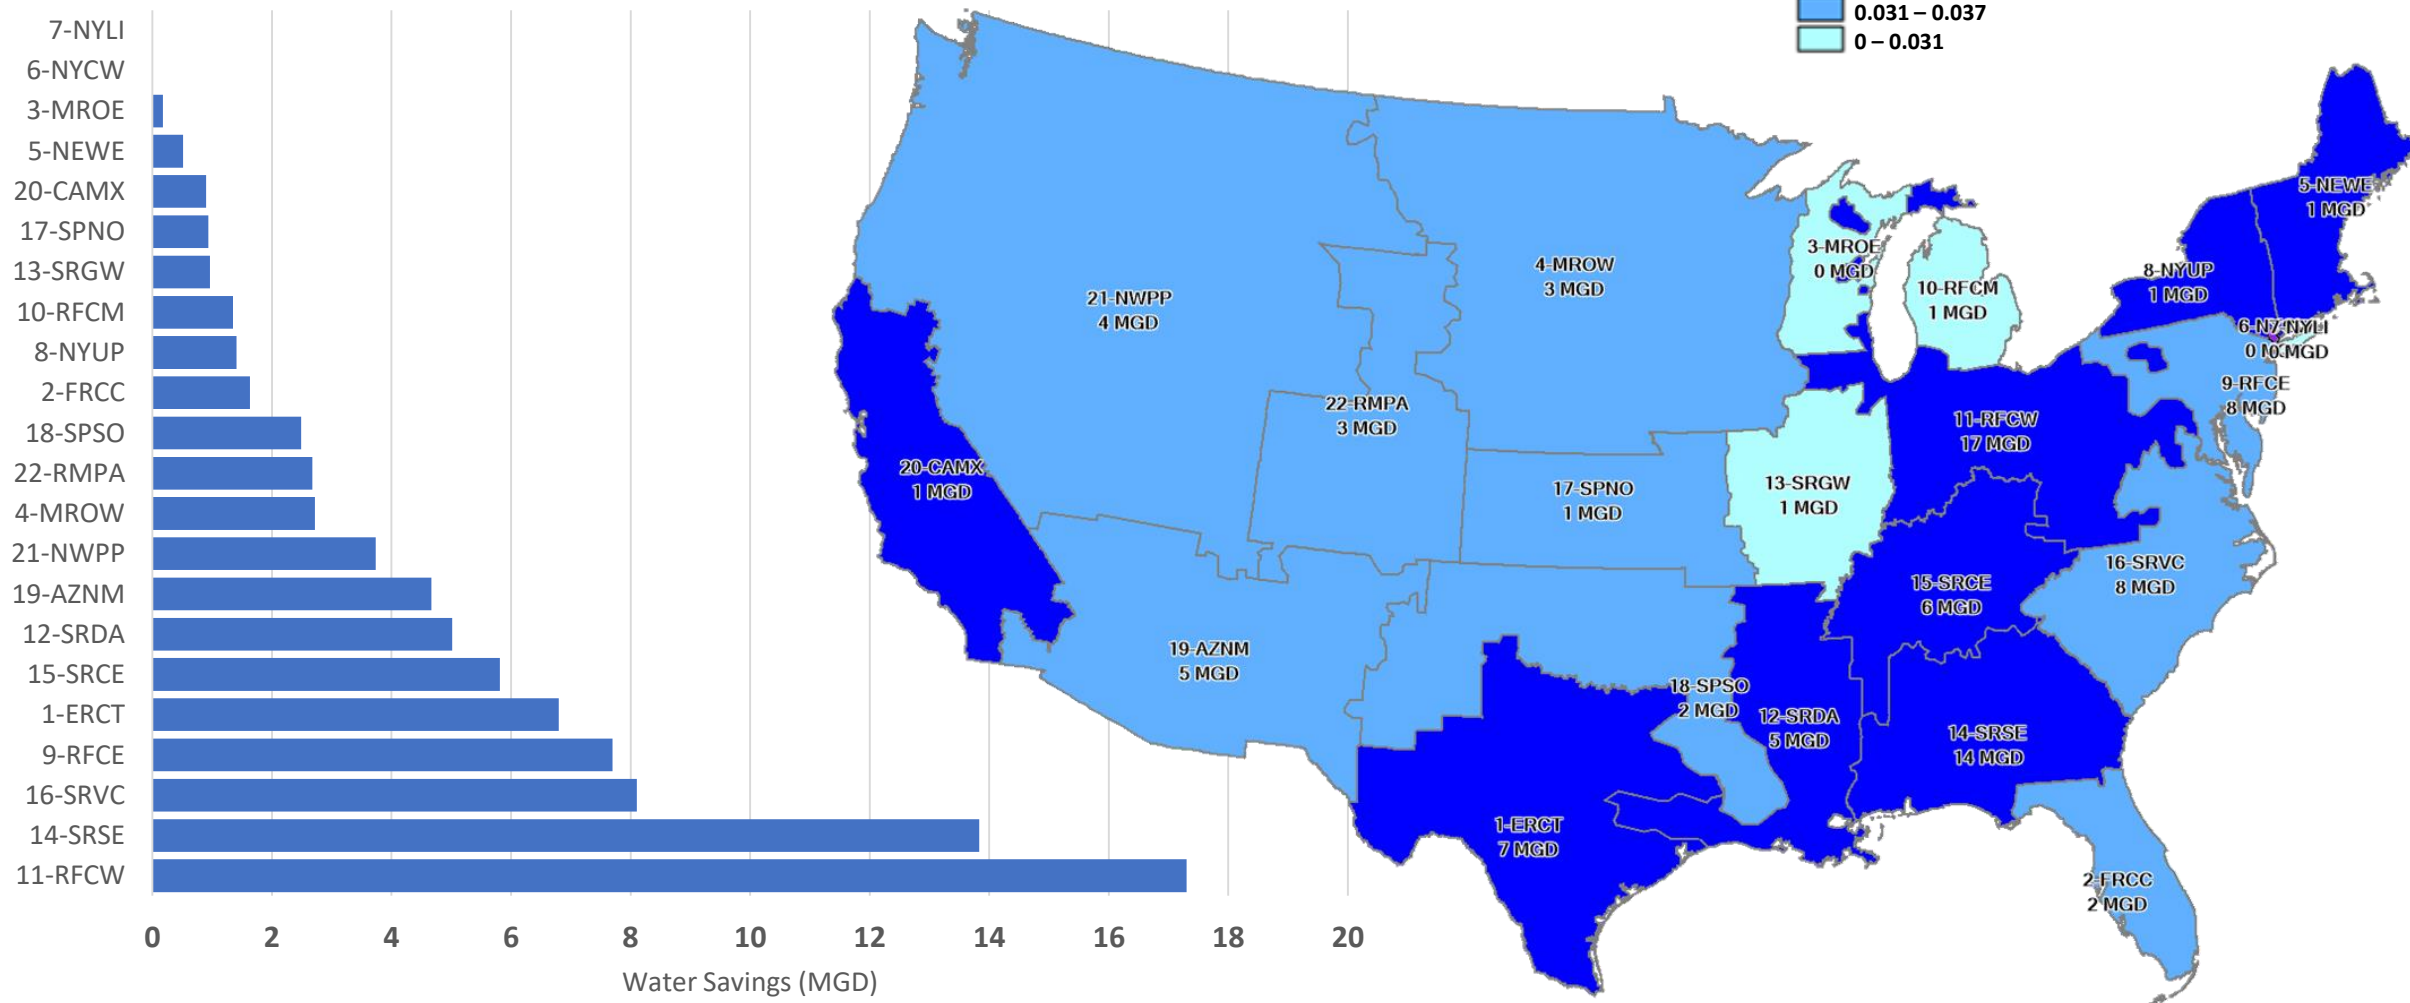 7-NYLI
6-NYCW
3-MROE
5-NEWE
20-CAMX
17-SPNO
13-SRGW
10-RFCM
8-NYUP
2-FRCC
18-SPSO
22-RMPA
4-MROW
21-NWPP
19-AZNM
12-SRDA
15-SRCE
1-ERCT
9-RFCE
16-SRVC
14-SRSE
11-RFCW
0 2 4 6 8 10 12 14 16 18 20
Water Savings (MGD)
0.031 – 0.037
0 – 0.031
5-NEWE
1 MGD
3-MROE
0 MGD
4-MROW
3 MGD
8-NYUP
1 MGD
10-RFCM
1 MGD
21-NWPP
4 MGD
7-NYLI
0 MGD
9-RFCE
8 MGD
22-RMPA
3 MGD
11-RFCW
17 MGD
20-CAMX
1 MGD
13-SRGW
1 MGD
17-SPNO
1 MGD
16-SRVC
8 MGD
15-SRCE
6 MGD
19-AZNM
5 MGD
18-SPSO
2 MGD
12-SRDA
5 MGD
14-SRSE
14 MGD
1-ERCT
7 MGD
2-FRCC
2 MGD